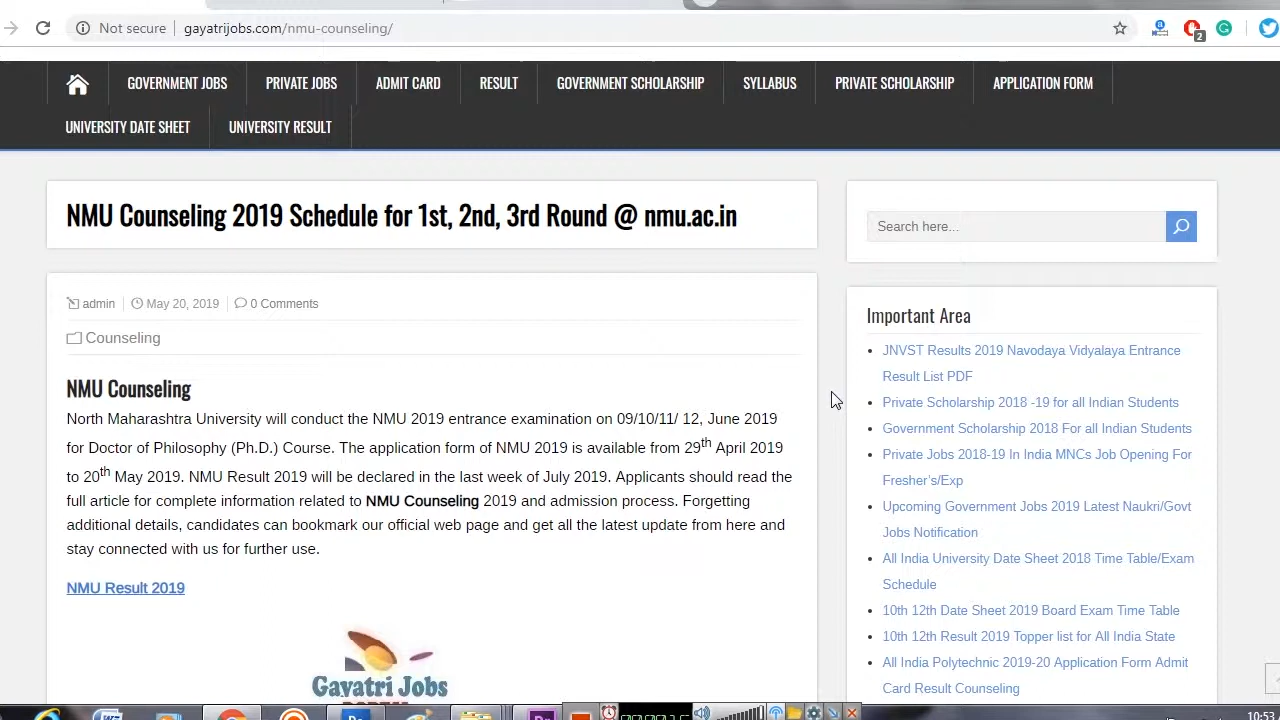 Not secure
gayatrijobs.com/nmu-counseling/
2
GOVERNMENT JOBS PRIVATE JOBS ADMIT CARD RESULT GOVERNMENT SCHOLARSHIP SYLLABUS PRIVATE SCHOLARSHIP APPLICATION FORM
UNIVERSITY DATE SHEET UNIVERSITY RESULT
NMU Counseling 2019 Schedule for 1st, 2nd, 3rd Round @ nmu.ac.in
admin May 20, 2019 0 Comments
Counseling
NMU Counseling
North Maharashtra University will conduct the NMU 2019 entrance examination on 09/10/11/ 12, June 2019
for Doctor of Philosophy (Ph.D.) Course. The application form of NMU 2019 is available from 29th April 2019
to 20th May 2019. NMU Result 2019 will be declared in the last week of July 2019. Applicants should read the
full article for complete information related to NMU Counseling 2019 and admission process. Forgetting
additional details, candidates can bookmark our official web page and get all the latest update from here and
stay connected with us for further use.
NMU Result 2019
Gayatri Jobs
Search here...
Important Area
JNVST Results 2019 Navodaya Vidyalaya Entrance
Result List PDF
Private Scholarship 2018 -19 for all Indian Students
Government Scholarship 2018 For all Indian Students
Private Jobs 2018-19 In India MNCs Job Opening For
Fresher's/Exp
Upcoming Government Jobs 2019 Latest Naukri/Govt
Jobs Notification
All India University Date Sheet 2018 Time Table/Exam
Schedule
10th 12th Date Sheet 2019 Board Exam Time Table
10th 12th Result 2019 Topper list for All India State
All India Polytechnic 2019-20 Application Form Admit
Card Result Counseling
10:53